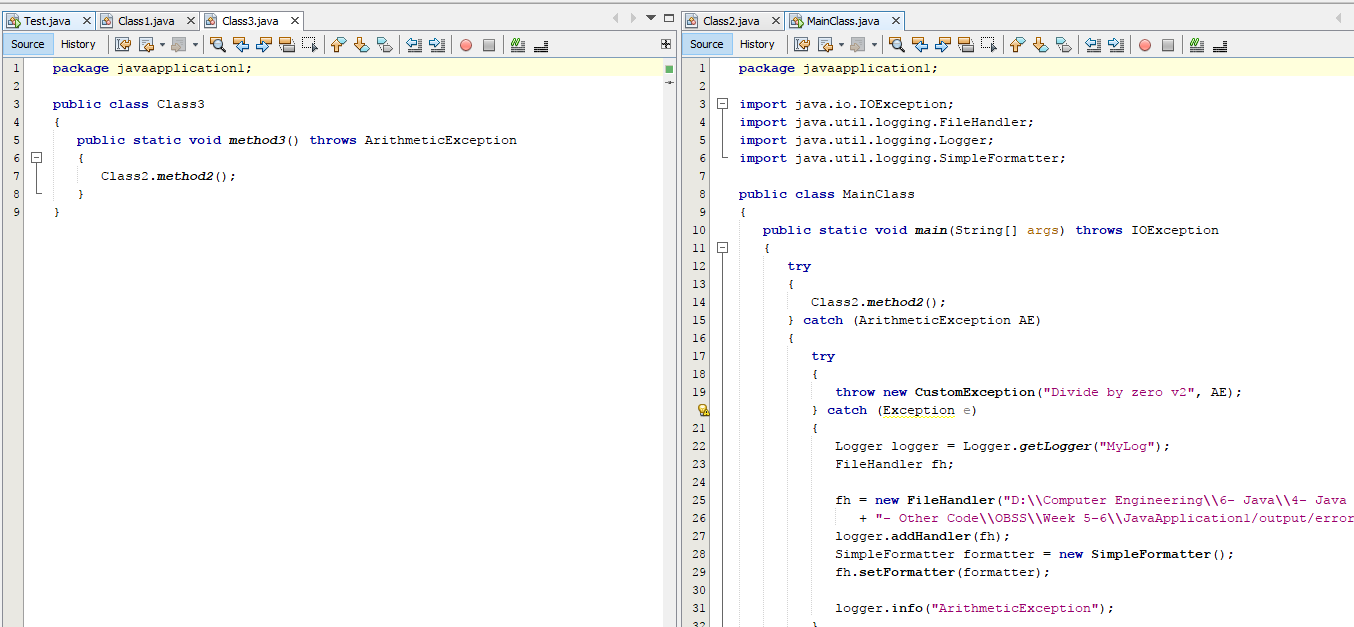 Test.java Class1.java Class3.java
Source History
1 package javaapplication1;
2
3 public class Class3
4 {
5 public static void method3() throws ArithmeticException
6 {
7 Class2.method2();
8 }
9 }
Class2.java MainClass.java
Source History
1 package javaapplication1;
2
3 import java.io.IOException;
4 import java.util.logging.FileHandler;
5 import java.util.logging.Logger;
6 import java.util.logging.SimpleFormatter;
7
8 public class MainClass
9 {
10 public static void main(String[] args) throws IOException
11 {
12 try
13 {
14 Class2.method2();
15 } catch (ArithmeticException AE)
16 {
17 try
18 {
19 throw new CustomException("Divide by zero v2", AE);
} catch (Exception e)
21 {
22 Logger logger = Logger.getLogger("MyLog");
23 FileHandler fh;
24
25 fh = new FileHandler("D:\\Computer Engineering\\6- Java\\4- Java
26 + "- Other Code\\OBSS\\Week 5-6\\JavaApplication1/output/error
27 logger.addHandler(fh);
28 SimpleFormatter formatter = new SimpleFormatter();
29 fh.setFormatter(formatter);
30
31 logger.info("ArithmeticException");
32 }